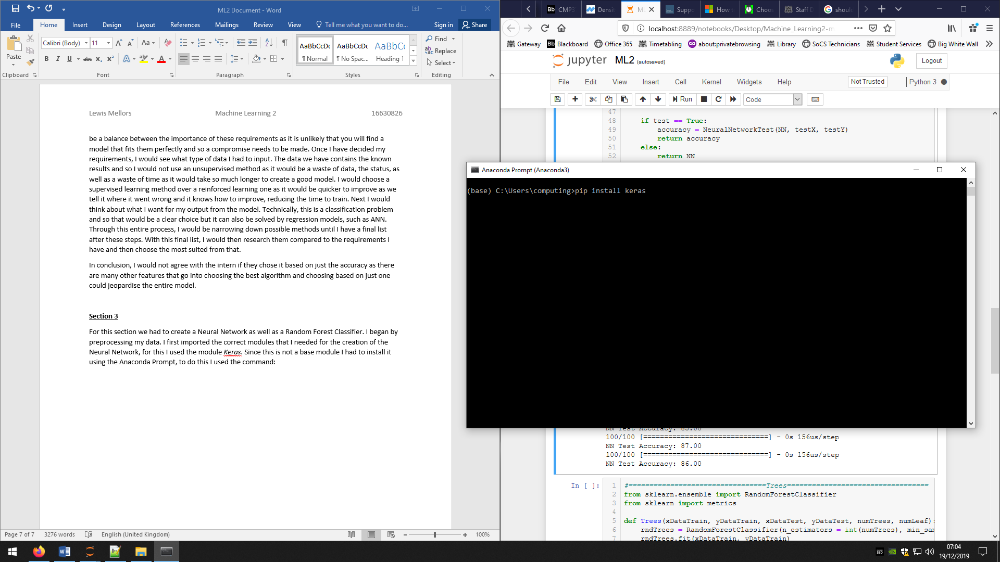 ML2 Document - Word
File
Home
Insert
Design
Layout
References
Mailings
Review
View
Tell me what you want to do...
Sign in
Share
Paste
Calibri (Body)
11
Aa
B I U abc x₂ x²
AaBbCcDc
¶ Normal
AaBbCcDc
¶ No Spac...
AaBbCc
Heading 1
Find
Replace
Select
Clipboard
Font
Paragraph
Styles
Editing
Lewis Mellors
Machine Learning 2
16630826
be a balance between the importance of these requirements as it is unlikely that you will find a
model that fits them perfectly and so a compromise needs to be made. Once I have decided my
requirements, I would see what type of data I had to input. The data we have contains the known
results and so I would not use an unsupervised method as it would be a waste of data, the status, as
well as a waste of time as it would take so much longer to create a good model. I would choose a
supervised learning method over a reinforced learning one as it would be quicker to improve as we
tell it where it went wrong and it knows how to improve, reducing the time to train. Next I would
think about what I want for my output from the model. Technically, this is a classification problem
and so that would be a clear choice but it can also be solved by regression models, such as ANN.
Through this entire process, I would be narrowing down possible methods until I have a final list
after these steps. With this final list, I would then research them compared to the requirements I
have and then choose the most suited from that.
In conclusion, I would not agree with the intern if they chose it based on just the accuracy as there
are many other features that go into choosing the best algorithm and choosing based on just one
could jeopardise the entire model.
Section 3
For this section we had to create a Neural Network as well as a Random Forest Classifier. I began by
preprocessing my data. I first imported the correct modules that I needed for the creation of the
Neural Network, for this I used the module Keras. Since this is not a base module I had to install it
using the Anaconda Prompt, to do this I used the command:
Page 7 of 7
3276 words
English (United Kingdom)
100%
Bb CMP3
Densit
ML
Suppo
How t
Choos
Staff D
shoul
localhost:8889/notebooks/Desktop/Machine_Learning2-m
Gateway
Bb Blackboard
Office 365
Timetabling
about:privatebrowsing
Library
SoCS Technicians
Student Services
Big White Wall
jupyter
ML2 (autosaved)
Logout
File
Edit
View
Insert
Cell
Kernel
Widgets
Help
Not Trusted
Python 3
Run
Code
47
48 if test == True:
49 accuracy = NeuralNetworkTest(NN, testX, testY)
50 return accuracy
51 else:
52 return NN
Anaconda Prompt (Anaconda3)
(base) C:\Users\computing>pip install keras
NN Test Accuracy: 85.00
100/100 [==============================] - 0s 156us/step
NN Test Accuracy: 87.00
100/100 [==============================] - 0s 156us/step
NN Test Accuracy: 86.00
In [ ]:
1 #=================================Trees==================================
2 from sklearn.ensemble import RandomForestClassifier
3 from sklearn import metrics
4
5 def Trees(xDataTrain, yDataTrain, xDataTest, yDataTest, numTrees, numLeaf):
6 rndTrees = RandomForestClassifier(n_estimators = int(numTrees), min_sam
7 rndTrees.fit(xDataTrain, yDataTrain)
07:04
19/12/2019